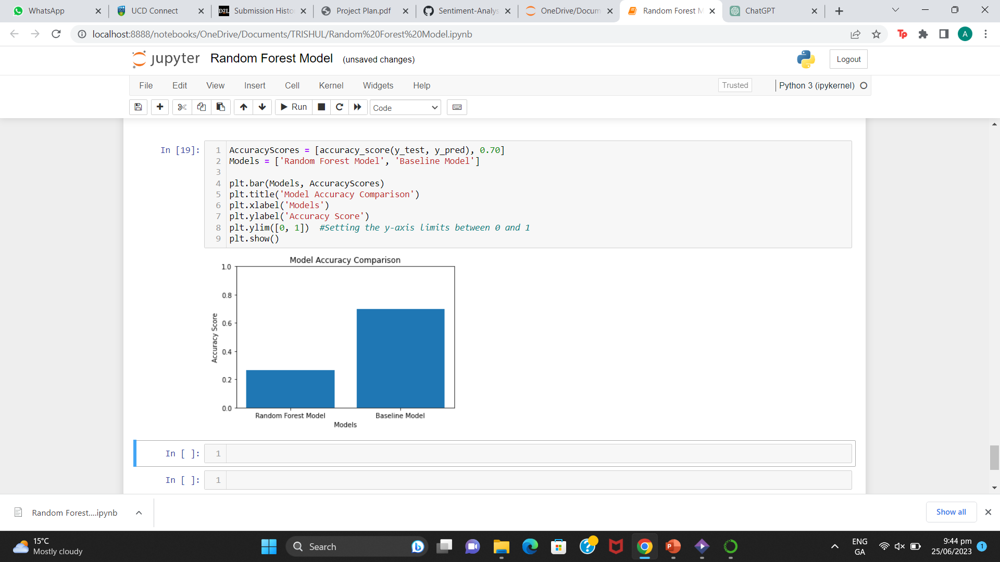 WhatsApp
UCD Connect
D2L Submission Histo
Project Plan.pdf
Sentiment-Analys
OneDrive/Docum
Random Forest M
ChatGPT
localhost:8888/notebooks/OneDrive/Documents/TRISHUL/Random%20Forest%20Model.ipynb
Tp
A
jupyter Random Forest Model (unsaved changes)
Logout
File Edit View Insert Cell Kernel Widgets Help
Trusted
Python 3 (ipykernel)
Run
Code
In [19]:
1 AccuracyScores = [accuracy_score(y_test, y_pred), 0.70]
2 Models = ['Random Forest Model', 'Baseline Model']
3
4 plt.bar(Models, AccuracyScores)
5 plt.title('Model Accuracy Comparison')
6 plt.xlabel('Models')
7 plt.ylabel('Accuracy Score')
8 plt.ylim([0, 1])  #Setting the y-axis limits between 0 and 1
9 plt.show()
Model Accuracy Comparison
1.0
0.8
0.6
0.4
0.2
0.0
Accuracy Score
Random Forest Model Baseline Model
Models
In [ ]: 1
In [ ]: 1
Random Forest....ipynb
Show all
15°C
Mostly cloudy
Search
P
ENG
GA
9:44 pm
25/06/2023
1